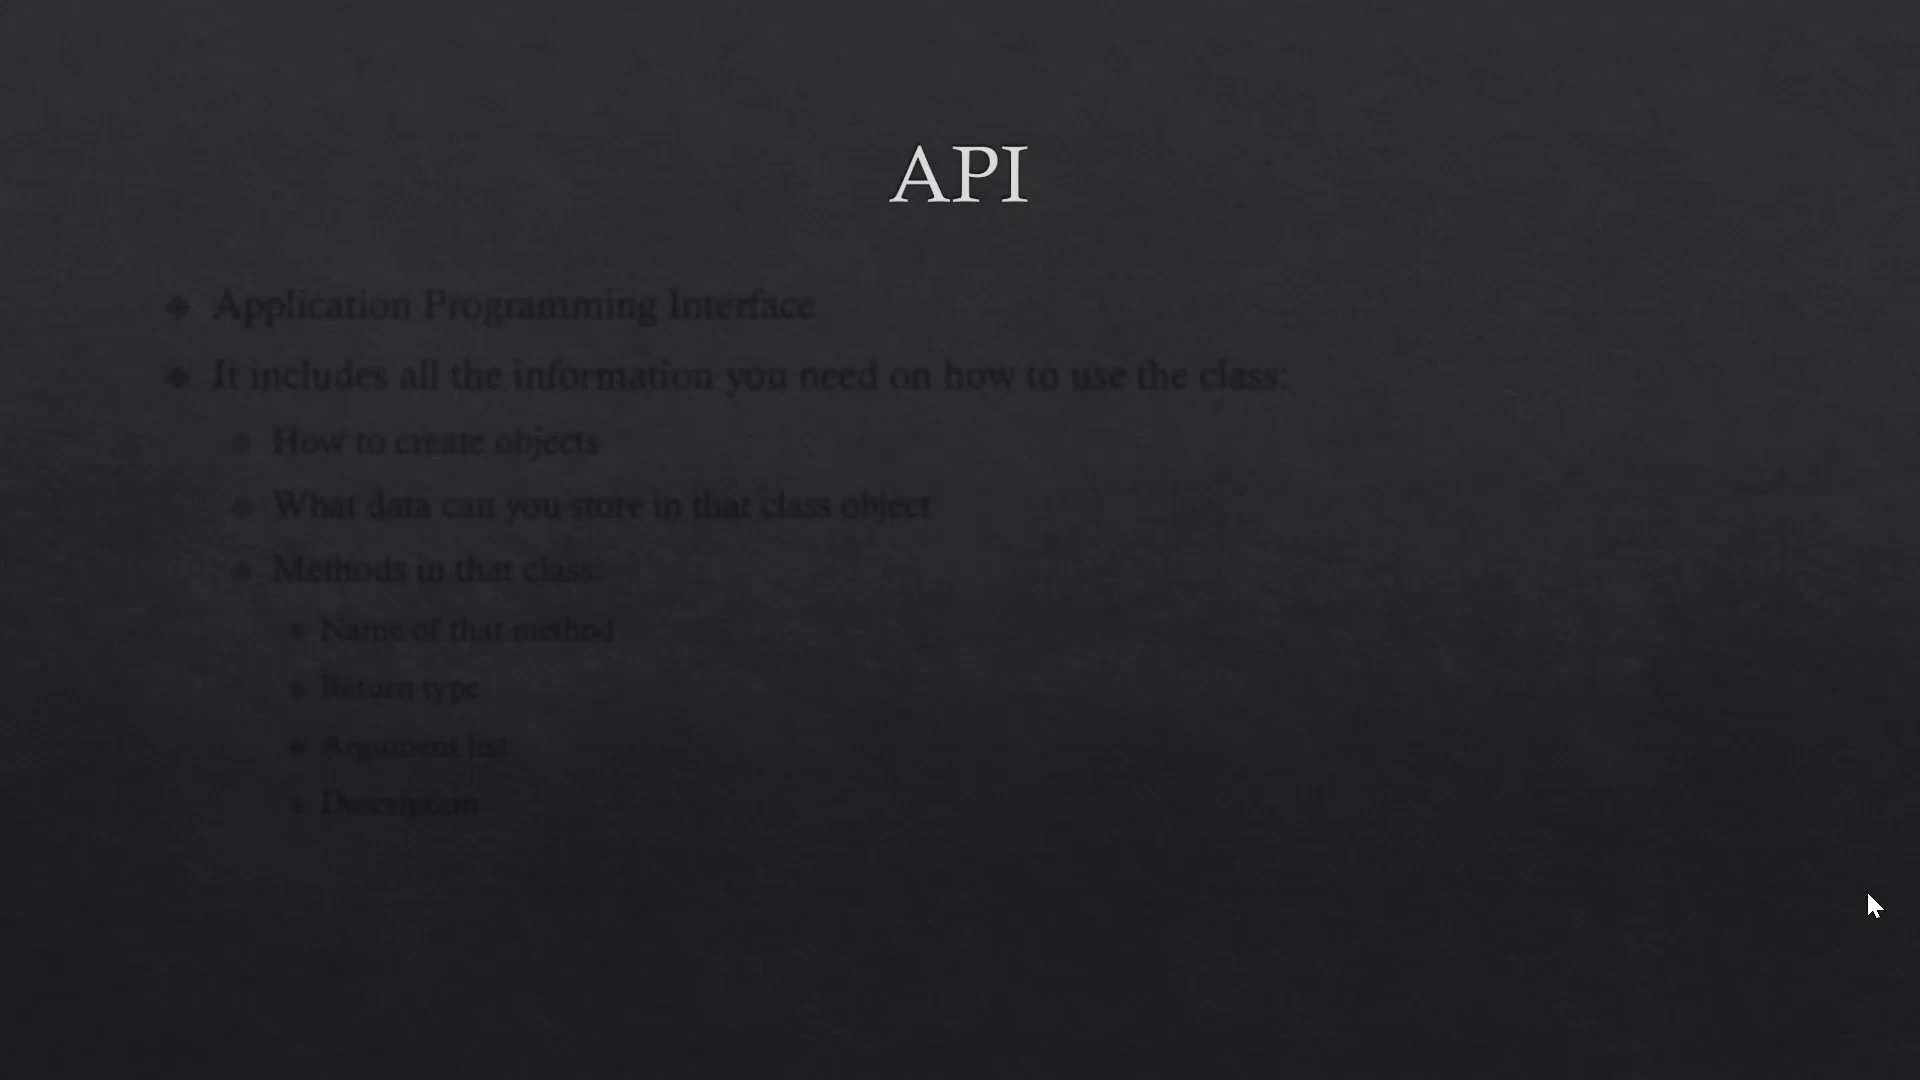 API
Application Programming Interface
It includes all the information you need on how to use the class:
How to create objects
What data can you store in that class object
Methods in that class:
Name of that method
Return type
Argument list
Description